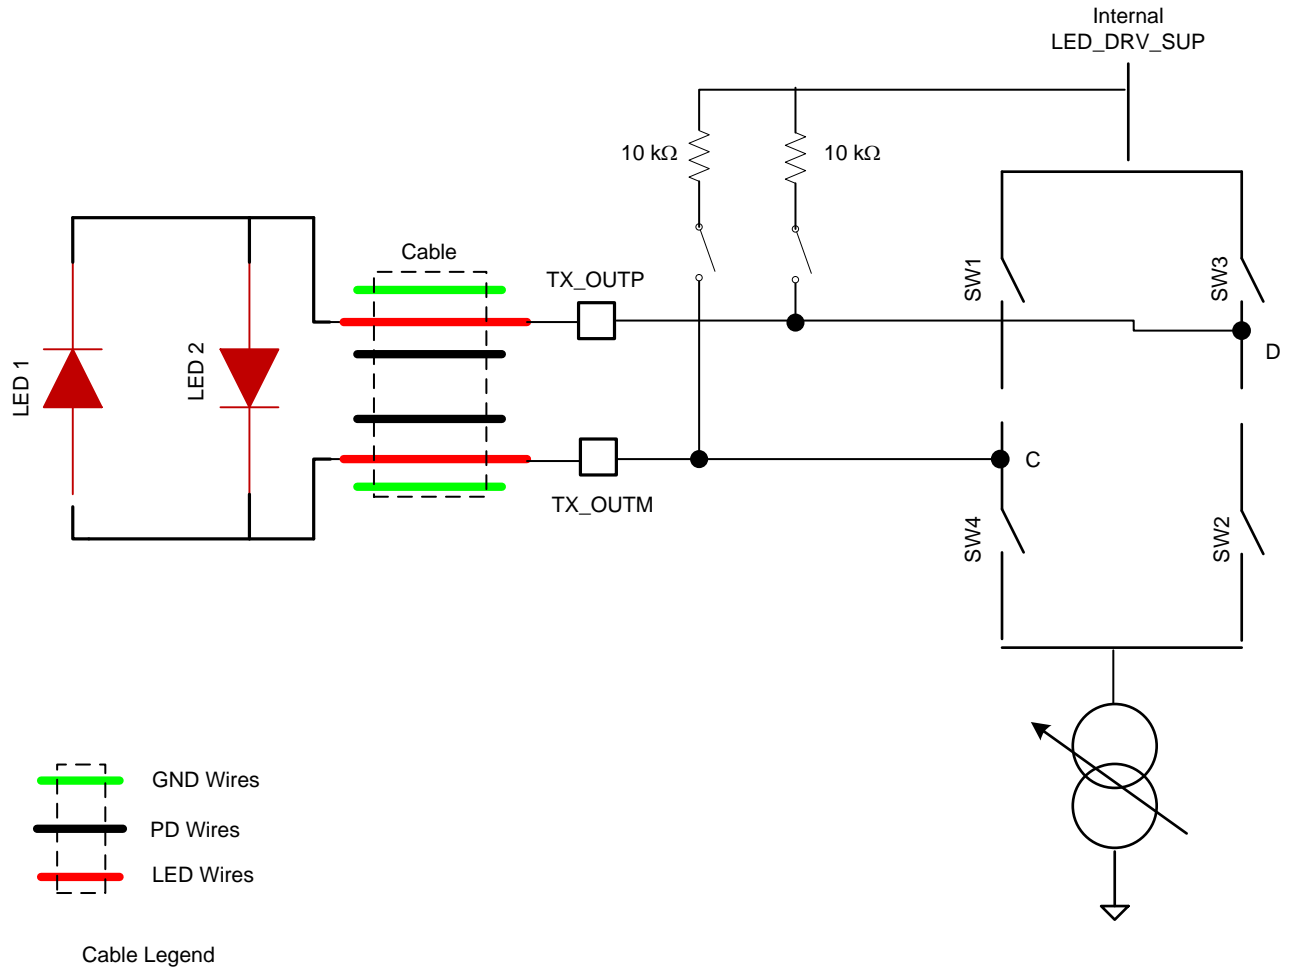 Internal
LED_DRV_SUP
10 kΩ
10 kΩ
Cable
TX_OUTP
SW1
SW3
D
LED 1
LED 2
C
TX_OUTM
SW4
SW2
GND Wires
PD Wires
LED Wires
Cable Legend